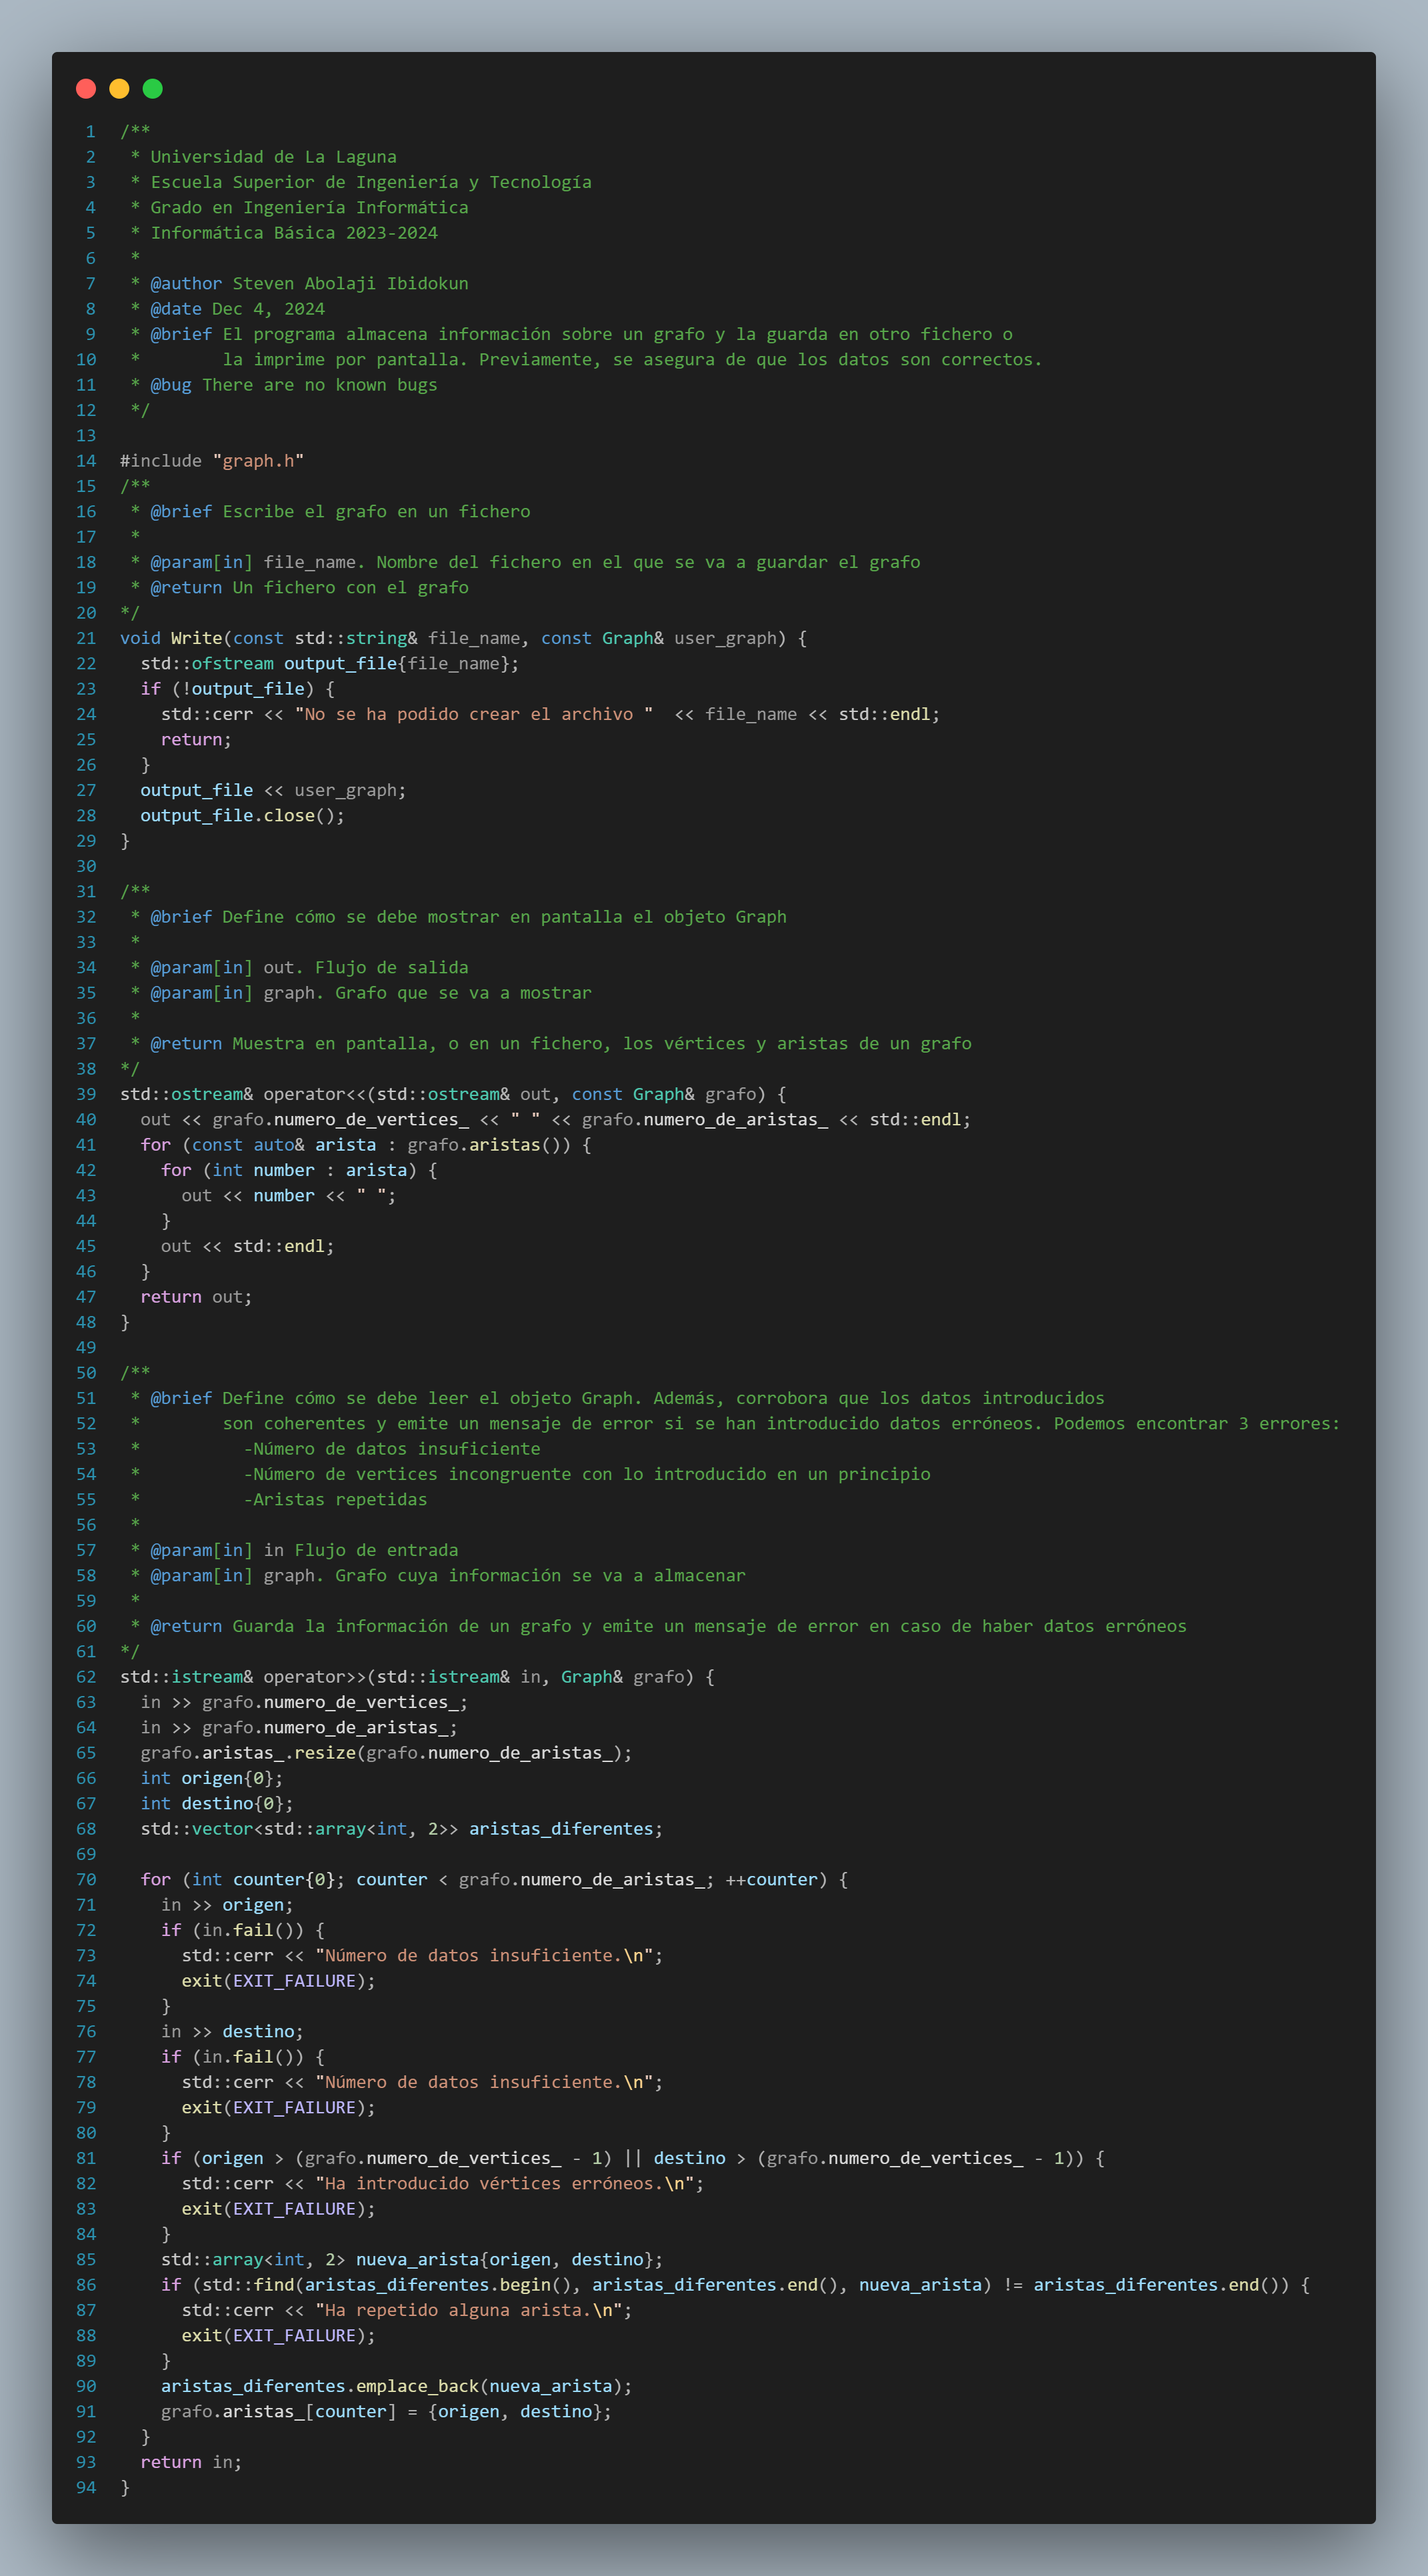 1 /**
2  * Universidad de La Laguna
3  * Escuela Superior de Ingeniería y Tecnología
4  * Grado en Ingeniería Informática
5  * Informática Básica 2023-2024
6  *
7  * @author Steven Abolaji Ibidokun
8  * @date Dec 4, 2024
9  * @brief El programa almacena información sobre un grafo y la guarda en otro fichero o
10  *        la imprime por pantalla. Previamente, se asegura de que los datos son correctos.
11  * @bug There are no known bugs
12  */
13
14 #include "graph.h"
15 /**
16  * @brief Escribe el grafo en un fichero
17  *
18  * @param[in] file_name. Nombre del fichero en el que se va a guardar el grafo
19  * @return Un fichero con el grafo
20 */
21 void Write(const std::string& file_name, const Graph& user_graph) {
22   std::ofstream output_file{file_name};
23   if (!output_file) {
24     std::cerr << "No se ha podido crear el archivo "  << file_name << std::endl;
25     return;
26   }
27   output_file << user_graph;
28   output_file.close();
29 }
30
31 /**
32  * @brief Define cómo se debe mostrar en pantalla el objeto Graph
33  *
34  * @param[in] out. Flujo de salida
35  * @param[in] graph. Grafo que se va a mostrar
36  *
37  * @return Muestra en pantalla, o en un fichero, los vértices y aristas de un grafo
38 */
39 std::ostream& operator<<(std::ostream& out, const Graph& grafo) {
40   out << grafo.numero_de_vertices_ << " " << grafo.numero_de_aristas_ << std::endl;
41   for (const auto& arista : grafo.aristas()) {
42     for (int number : arista) {
43       out << number << " ";
44     }
45     out << std::endl;
46   }
47   return out;
48 }
49
50 /**
51  * @brief Define cómo se debe leer el objeto Graph. Además, corrobora que los datos introducidos
52  *        son coherentes y emite un mensaje de error si se han introducido datos erróneos. Podemos encontrar 3 errores:
53  *          -Número de datos insuficiente
54  *          -Número de vertices incongruente con lo introducido en un principio
55  *          -Aristas repetidas
56  *
57  * @param[in] in Flujo de entrada
58  * @param[in] graph. Grafo cuya información se va a almacenar
59  *
60  * @return Guarda la información de un grafo y emite un mensaje de error en caso de haber datos erróneos
61 */
62 std::istream& operator>>(std::istream& in, Graph& grafo) {
63   in >> grafo.numero_de_vertices_;
64   in >> grafo.numero_de_aristas_;
65   grafo.aristas_.resize(grafo.numero_de_aristas_);
66   int origen{0};
67   int destino{0};
68   std::vector<std::array<int, 2>> aristas_diferentes;
69
70   for (int counter{0}; counter < grafo.numero_de_aristas_; ++counter) {
71     in >> origen;
72     if (in.fail()) {
73       std::cerr << "Número de datos insuficiente.\n";
74       exit(EXIT_FAILURE);
75     }
76     in >> destino;
77     if (in.fail()) {
78       std::cerr << "Número de datos insuficiente.\n";
79       exit(EXIT_FAILURE);
80     }
81     if (origen > (grafo.numero_de_vertices_ - 1) || destino > (grafo.numero_de_vertices_ - 1)) {
82       std::cerr << "Ha introducido vértices erróneos.\n";
83       exit(EXIT_FAILURE);
84     }
85     std::array<int, 2> nueva_arista{origen, destino};
86     if (std::find(aristas_diferentes.begin(), aristas_diferentes.end(), nueva_arista) != aristas_diferentes.end()) {
87       std::cerr << "Ha repetido alguna arista.\n";
88       exit(EXIT_FAILURE);
89     }
90     aristas_diferentes.emplace_back(nueva_arista);
91     grafo.aristas_[counter] = {origen, destino};
92   }
93   return in;
94 }